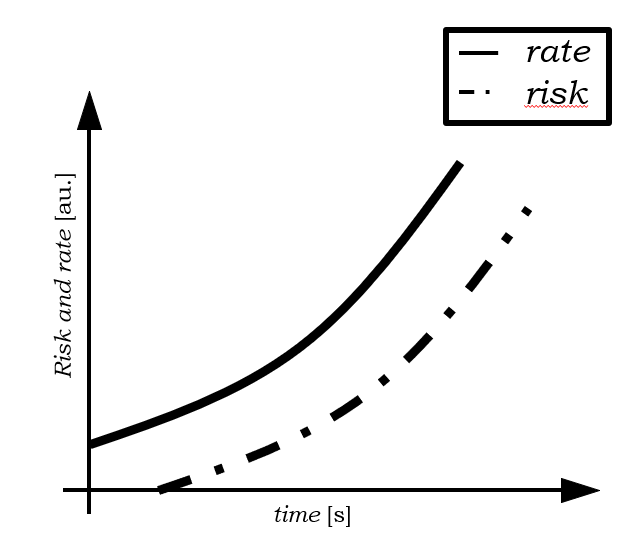 rate
risk
Risk and rate [au.]
time [s]